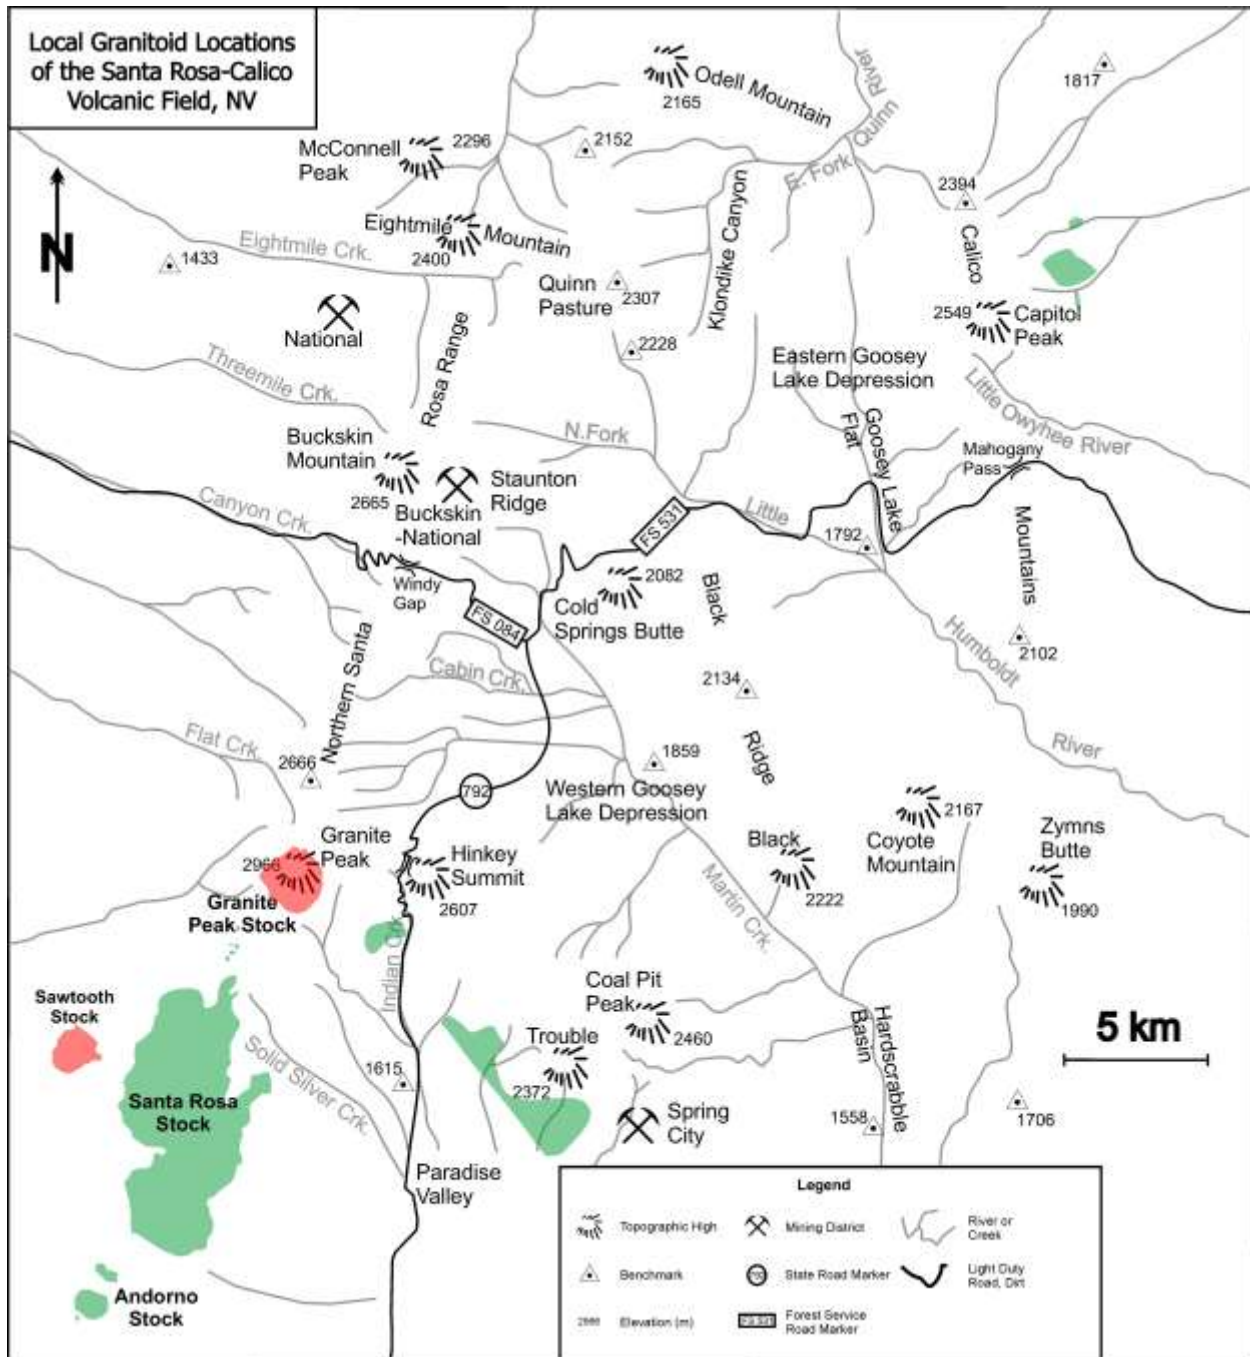 Local Granitoid Locations
of the Santa Rosa-Calico
Volcanic Field, NV
Odell Mountain
2165
River
Quinn
E. Fork
1817
McConnell
Peak
2296
2152
2394
Calico
Eightmile
Mountain
2400
Eightmile Crk.
1433
N
Klondike Canyon
Quinn
Pasture
2307
National
2549
Capitol
Peak
2228
Rosa Range
Threemile Crk.
Eastern Goosey
Lake Depression
Little Owyhee River
Goosey Lake
Flat
N.Fork
Buckskin
Mountain
2665
Staunton
Ridge
Buckskin
-National
Mahogany
Pass
Canyon Crk.
FS 531
Little
1792
Mountains
Windy
Gap
2082
Cold
Springs Butte
Black
FS 084
Northern Santa
Humboldt
2102
Cabin Crk.
2134
Flat Crk.
2666
1859
Ridge
River
792
Western Goosey
Lake Depression
2167
Coyote
Mountain
Zymns
Butte
1990
Granite
Peak
2966
Hinkey
Summit
2607
Black
2222
Granite
Peak Stock
Martin Crk.
Indian Crk.
Coal Pit
Peak
2460
Sawtooth
Stock
Trouble
2372
Hardscrabble
Basin
5 km
Solid Silver Crk.
1615
Santa Rosa
Stock
Spring
City
1558
1706
Paradise
Valley
Andorno
Stock
Legend
Topographic High
Mining District
River or
Creek
Benchmark
792
State Road Marker
Light Duty
Road, Dirt
2966
Elevation (m)
FS 531
Forest Service
Road Marker